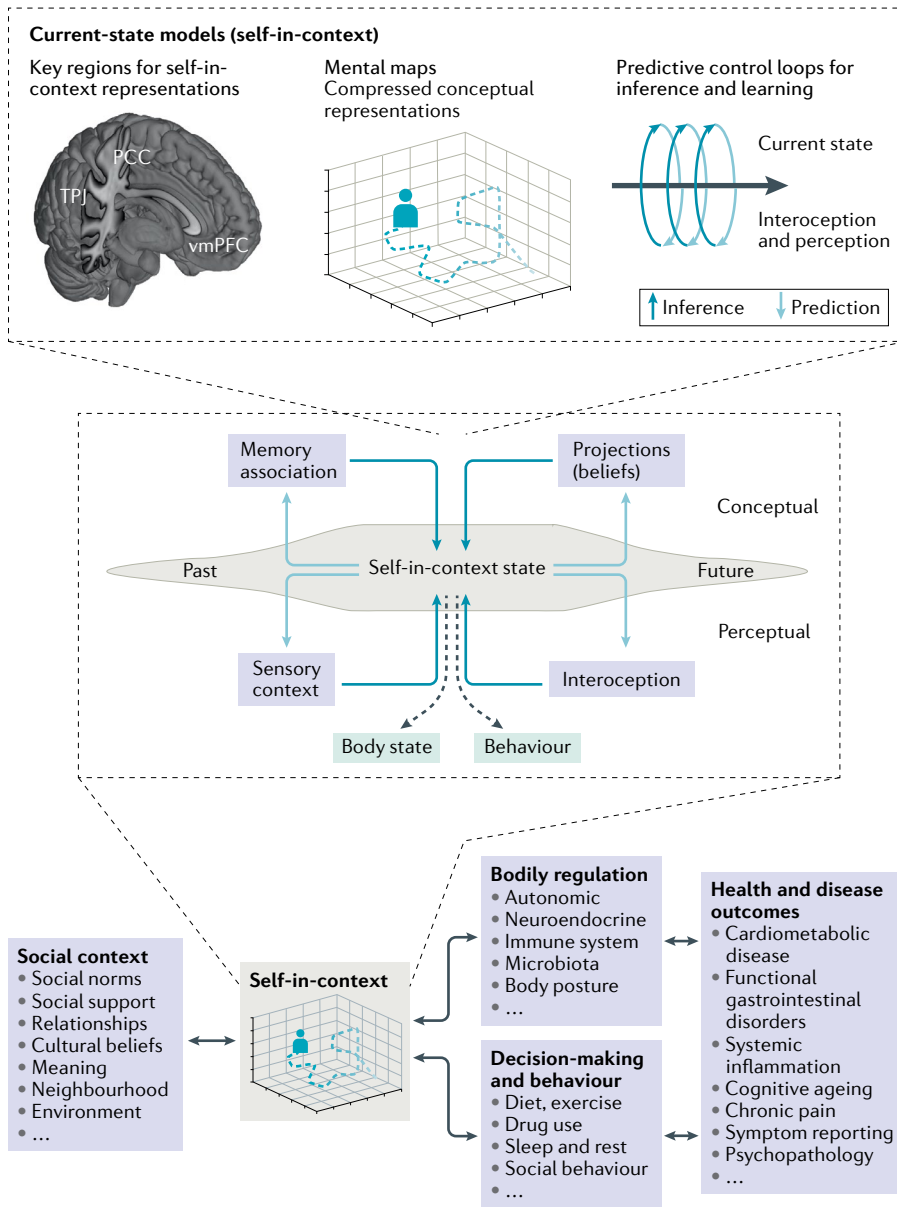 Current-state models (self-in-context)
Key regions for self-in-
context representations
PCC
TPJ
vmPFC
Mental maps
Compressed conceptual
representations
Predictive control loops for
inference and learning
Current state
Interoception
and perception
Inference
Prediction
Memory
association
Projections
(beliefs)
Conceptual
Past
Self-in-context state
Future
Perceptual
Sensory
context
Interoception
Body state
Behaviour
Social context
• Social norms
• Social support
• Relationships
• Cultural beliefs
• Meaning
• Neighbourhood
• Environment
• ...
Self-in-context
Bodily regulation
• Autonomic
• Neuroendocrine
• Immune system
• Microbiota
• Body posture
• ...
Decision-making
and behaviour
• Diet, exercise
• Drug use
• Sleep and rest
• Social behaviour
• ...
Health and disease
outcomes
• Cardiometabolic
disease
• Functional
gastrointestinal
disorders
• Systemic
inflammation
• Cognitive ageing
• Chronic pain
• Symptom reporting
• Psychopathology
• ...